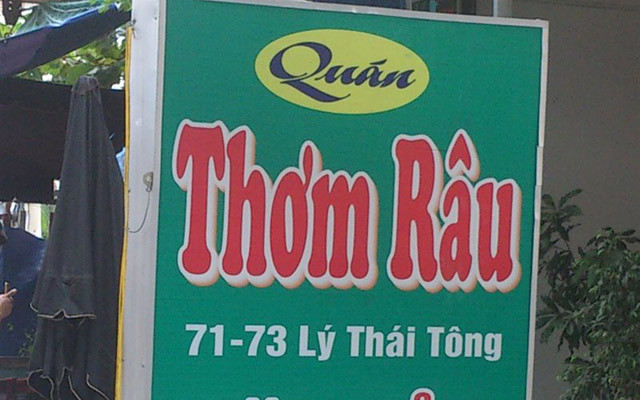 Quán
Thơm Râu
71-73 Lý Thái Tông